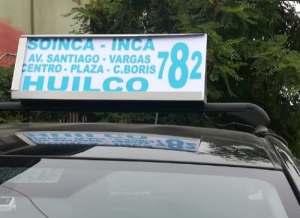 SOINCA - INCA
AV. SANTIAGO - VARGAS
CENTRO - PLAZA - C.BORIS
HUILCO
782